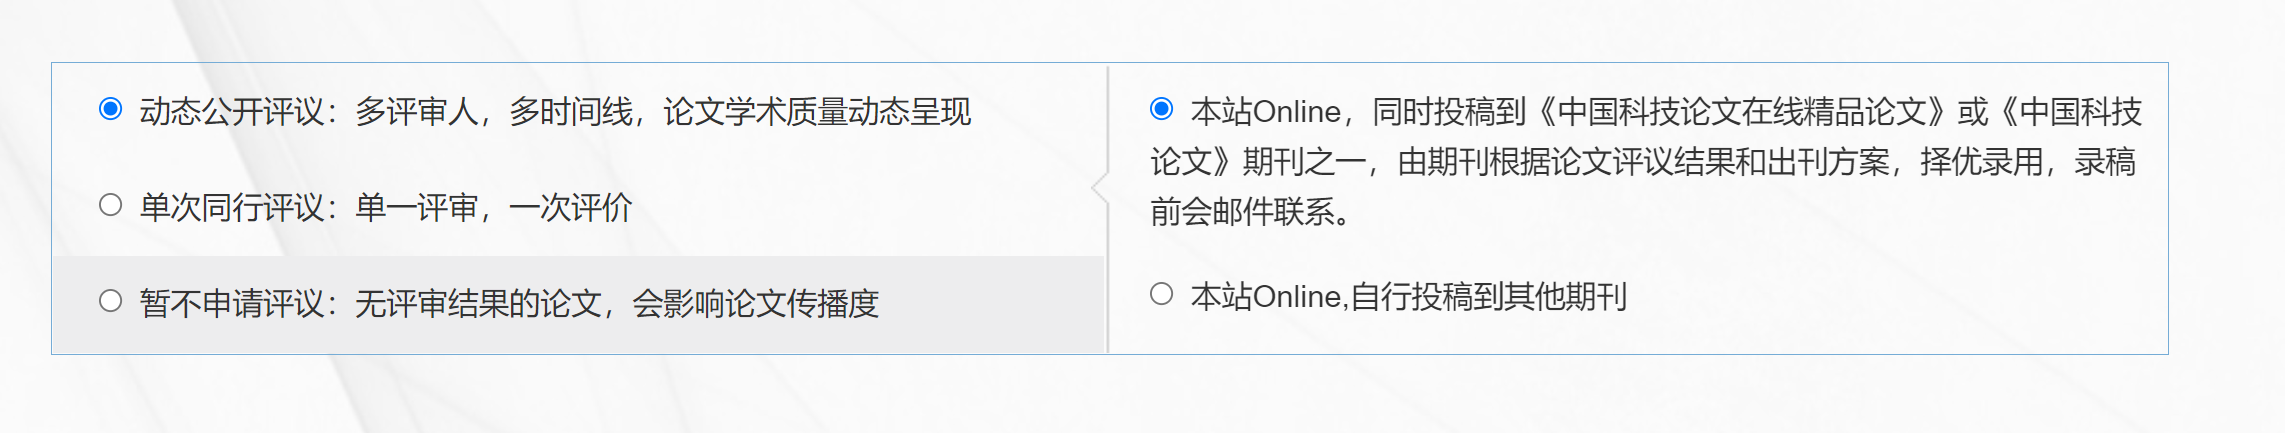 动态公开评议：多评审人，多时间线，论文学术质量动态呈现
单次同行评议：单一评审，一次评价
暂不申请评议：无评审结果的论文，会影响论文传播度
本站Online，同时投稿到《中国科技论文在线精品论文》或《中国科技
论文》期刊之一，由期刊根据论文评议结果和出刊方案，择优录用，录稿
前会邮件联系。
本站Online,自行投稿到其他期刊